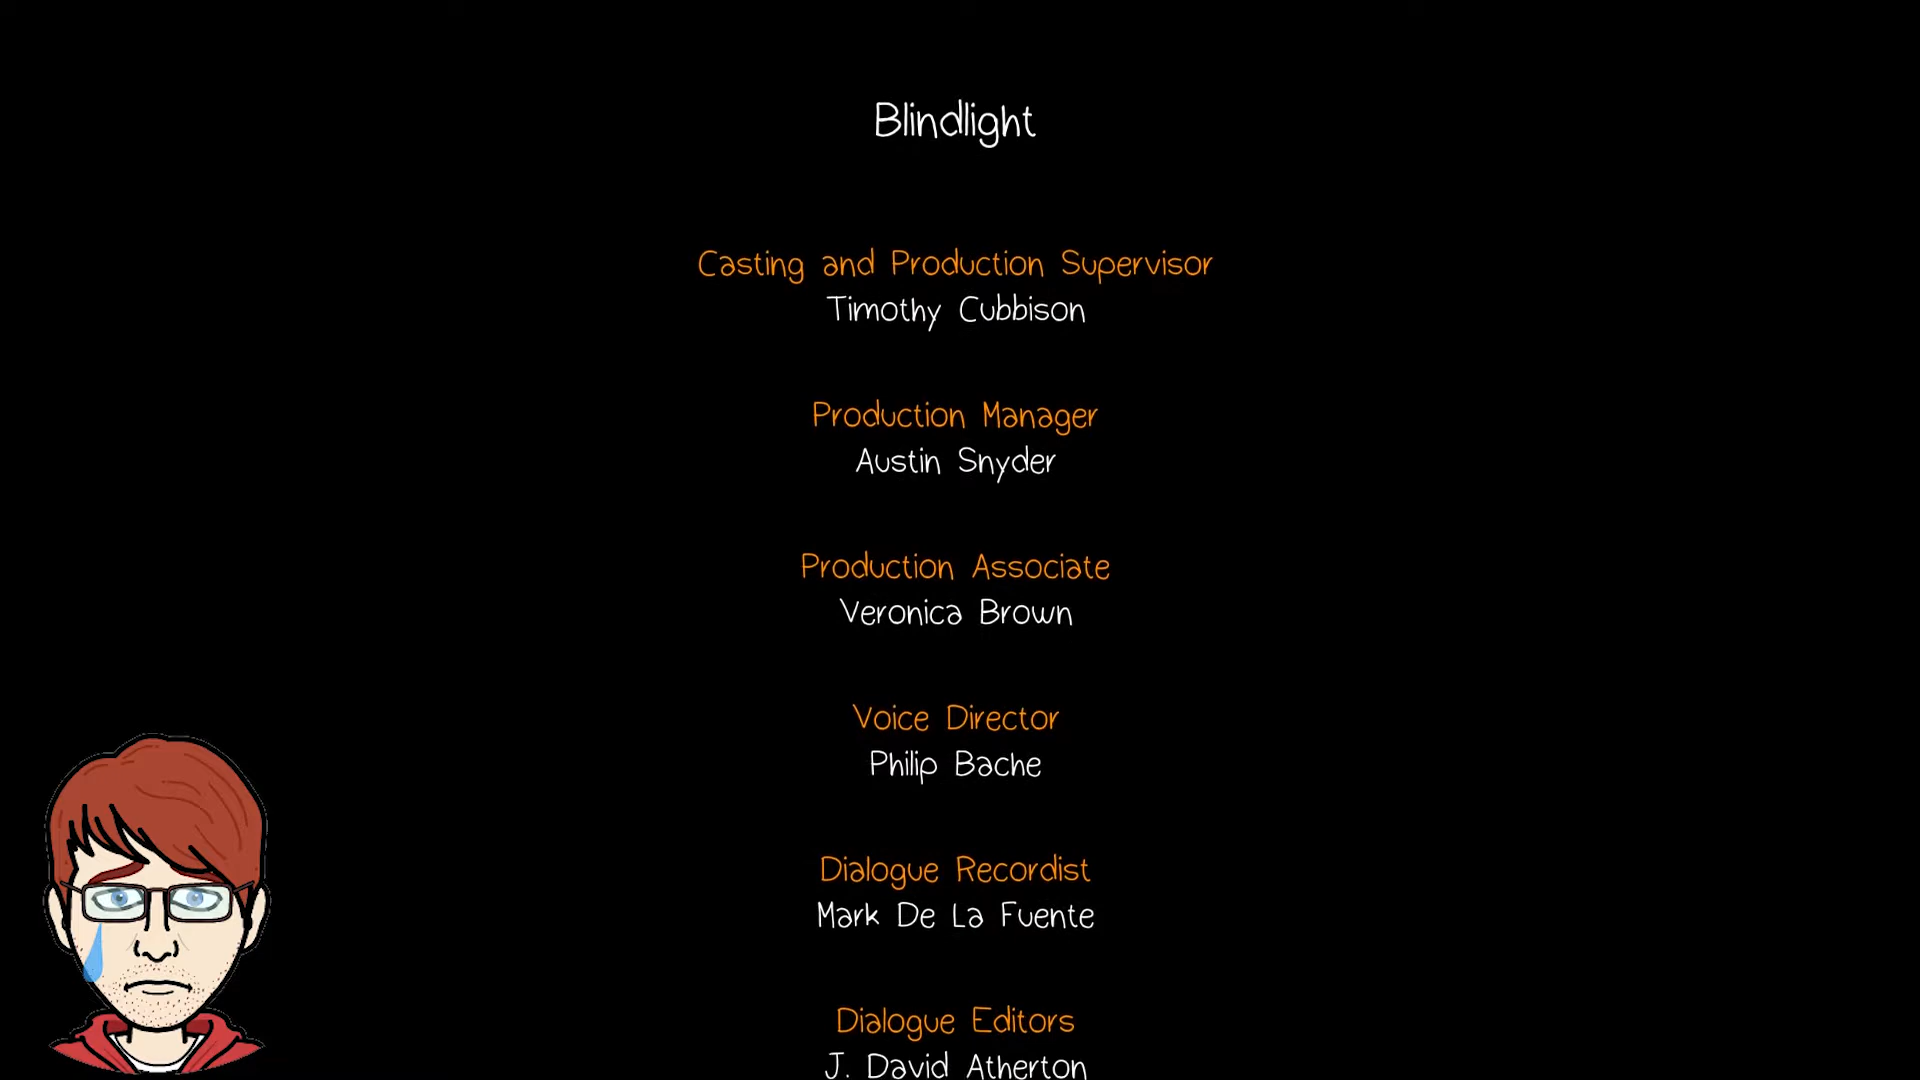 Blindlight
Casting and Production Supervisor
Timothy Cubbison
Production Manager
Austin Snyder
Production Associate
Veronica Brown
Voice Director
Philip Bache
Dialogue Recordist
Mark De La Fuente
Dialogue Editors
J. David Atherton